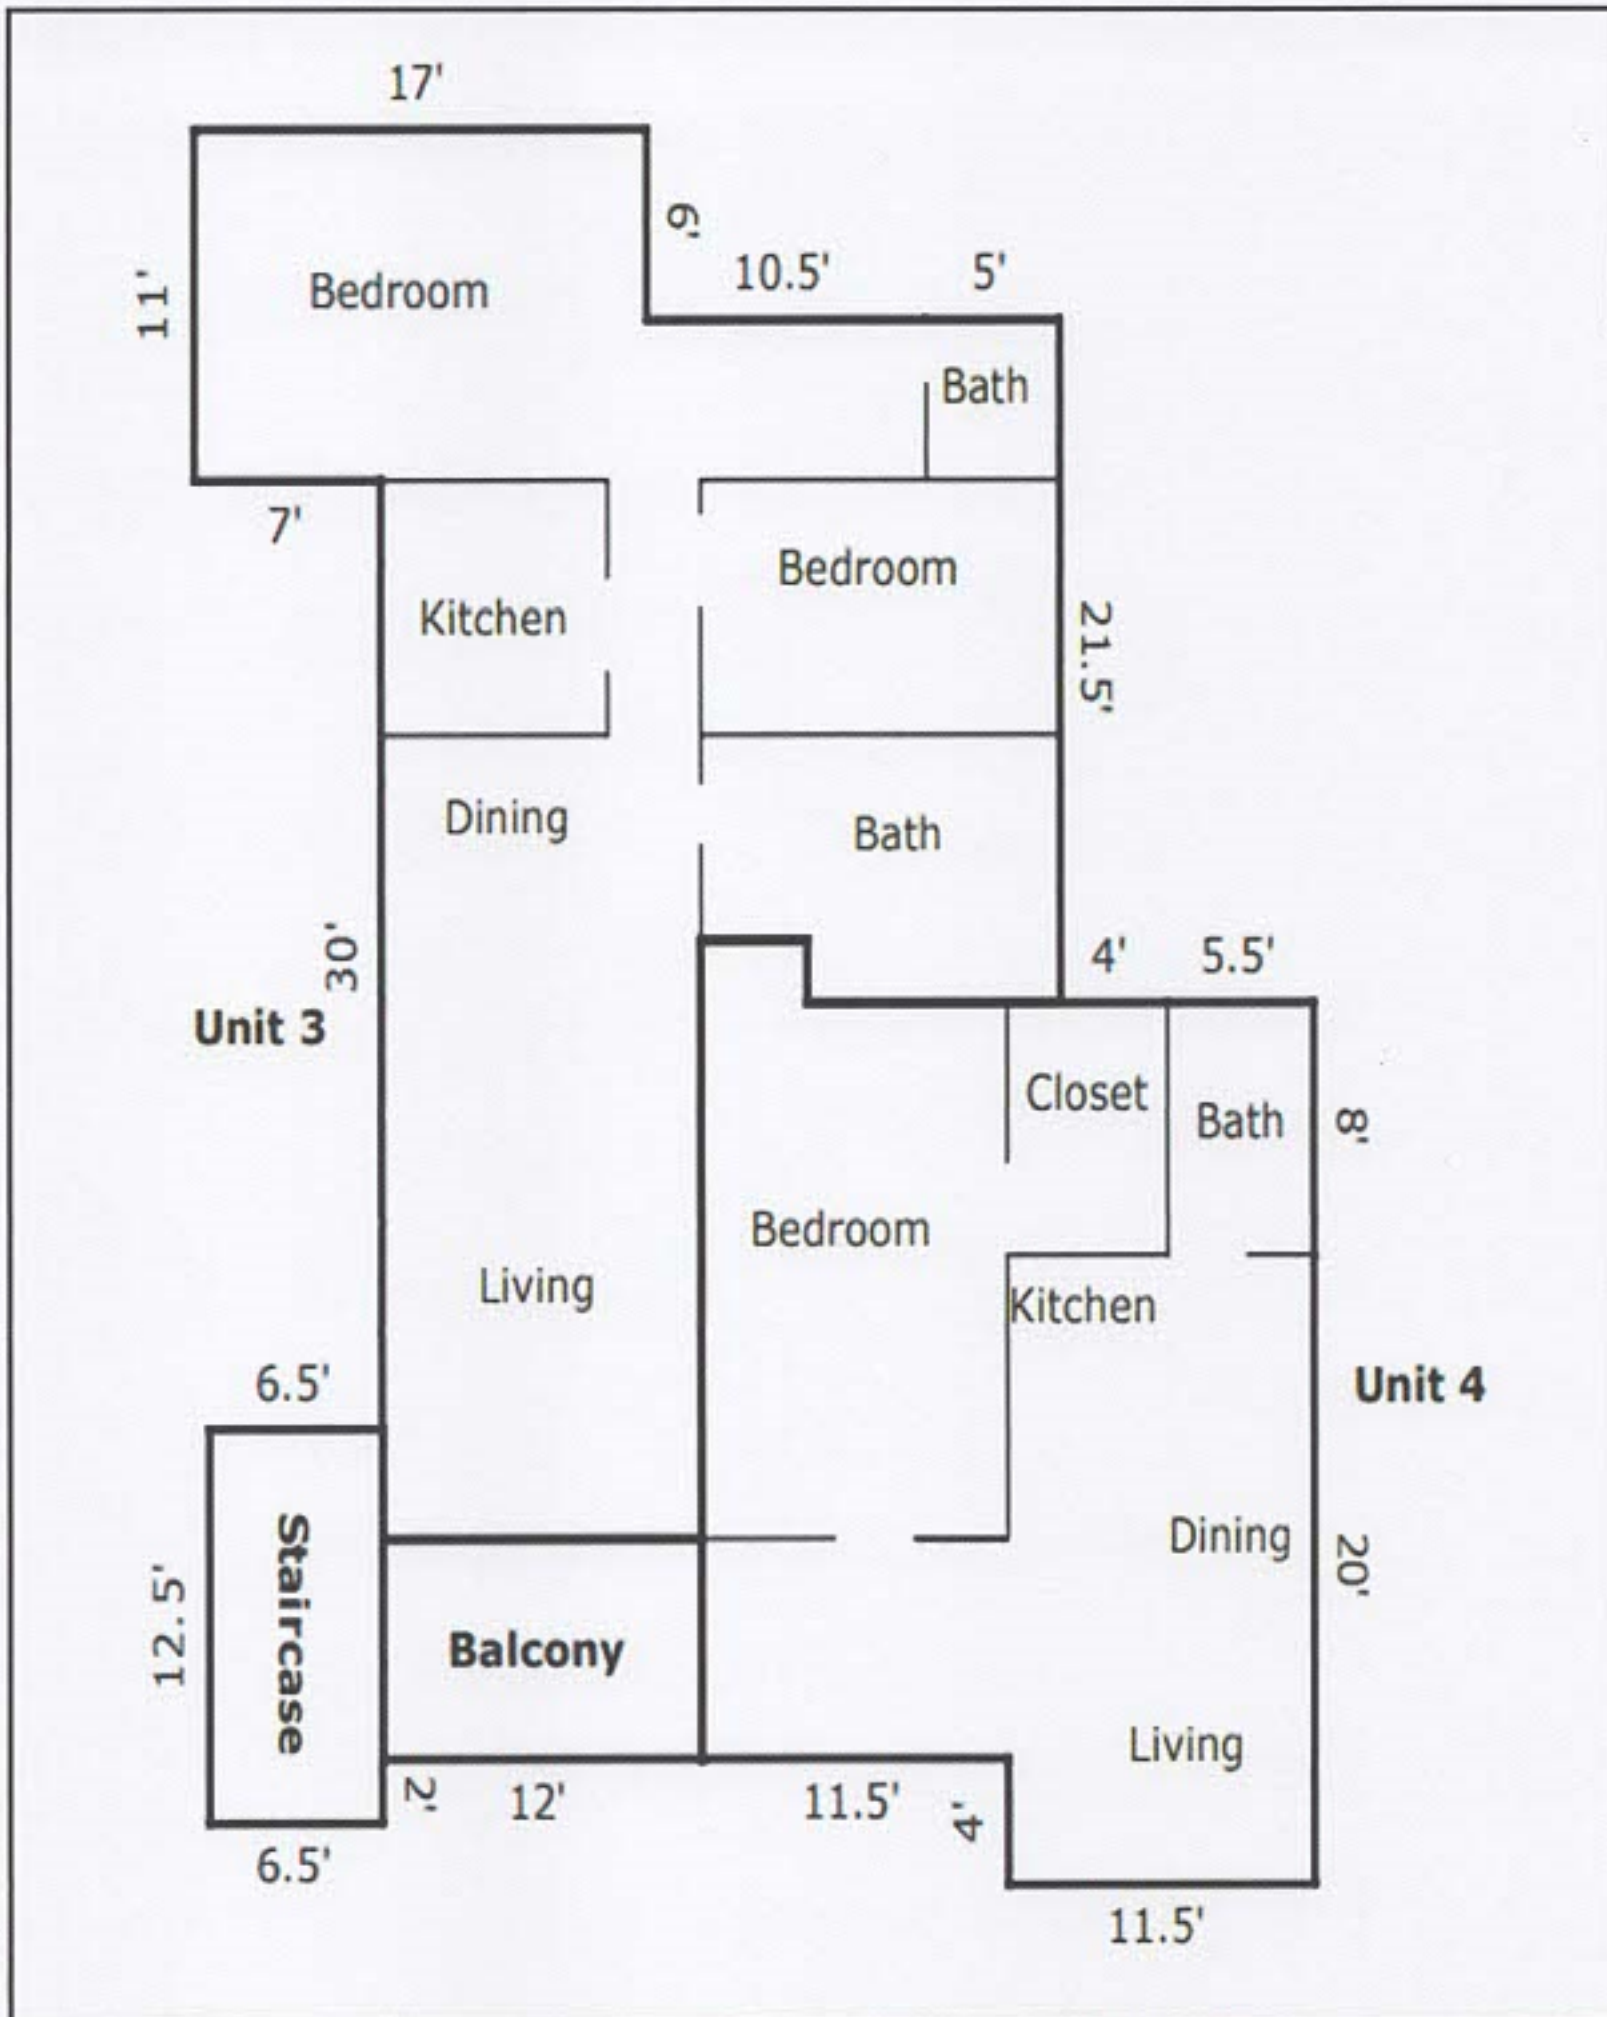 17'
6'
10.5'
5'
11'
Bedroom
Bath
7'
Bedroom
Kitchen
21.5'
Dining
Bath
30'
4'
5.5'
Unit 3
Closet
Bath
8'
Bedroom
Living
Kitchen
6.5'
Unit 4
Staircase
Dining
20'
12.5'
Balcony
Living
2'
12'
11.5'
4'
6.5'
11.5'